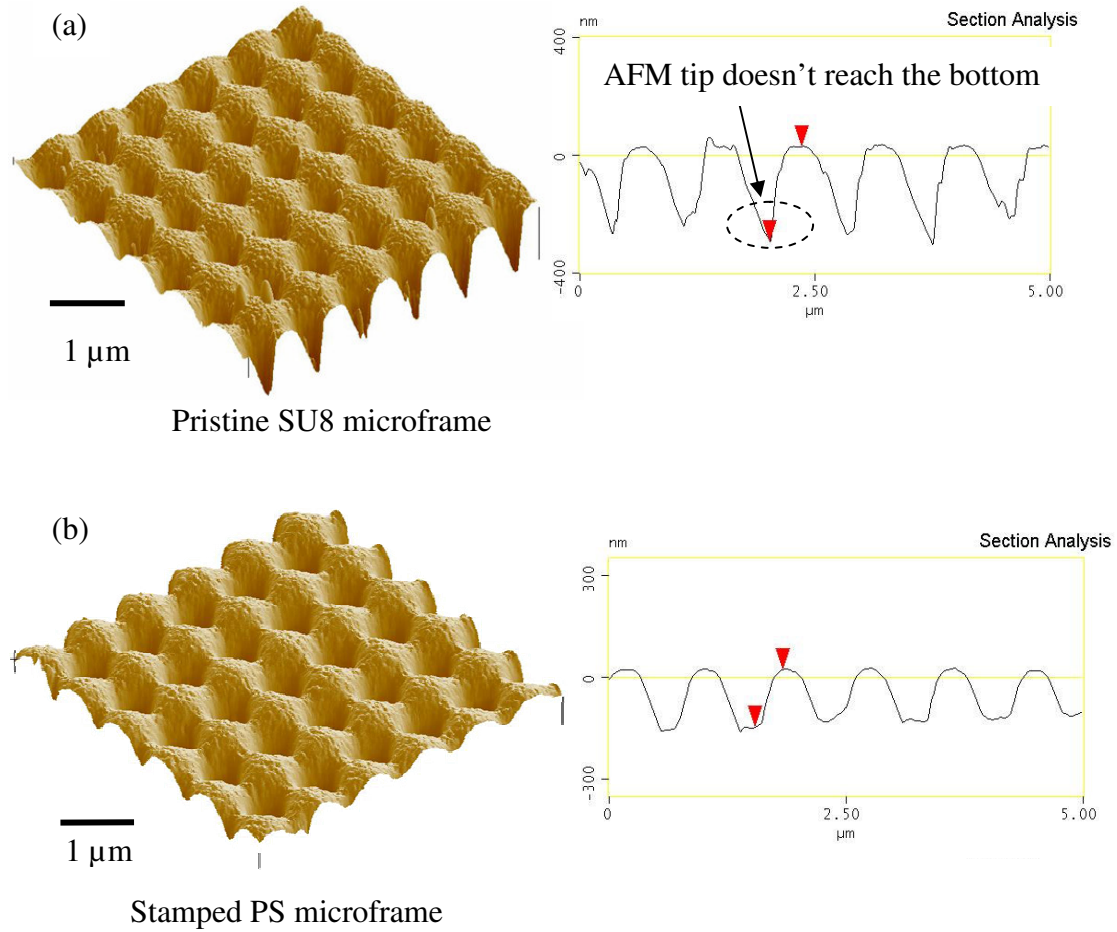 (a)
nm
Section Analysis
400
AFM tip doesn’t reach the bottom
0
-400
0
2.50
5.00
µm
1 µm
Pristine SU8 microframe
(b)
nm
Section Analysis
300
0
-300
0
2.50
5.00
µm
1 µm
Stamped PS microframe